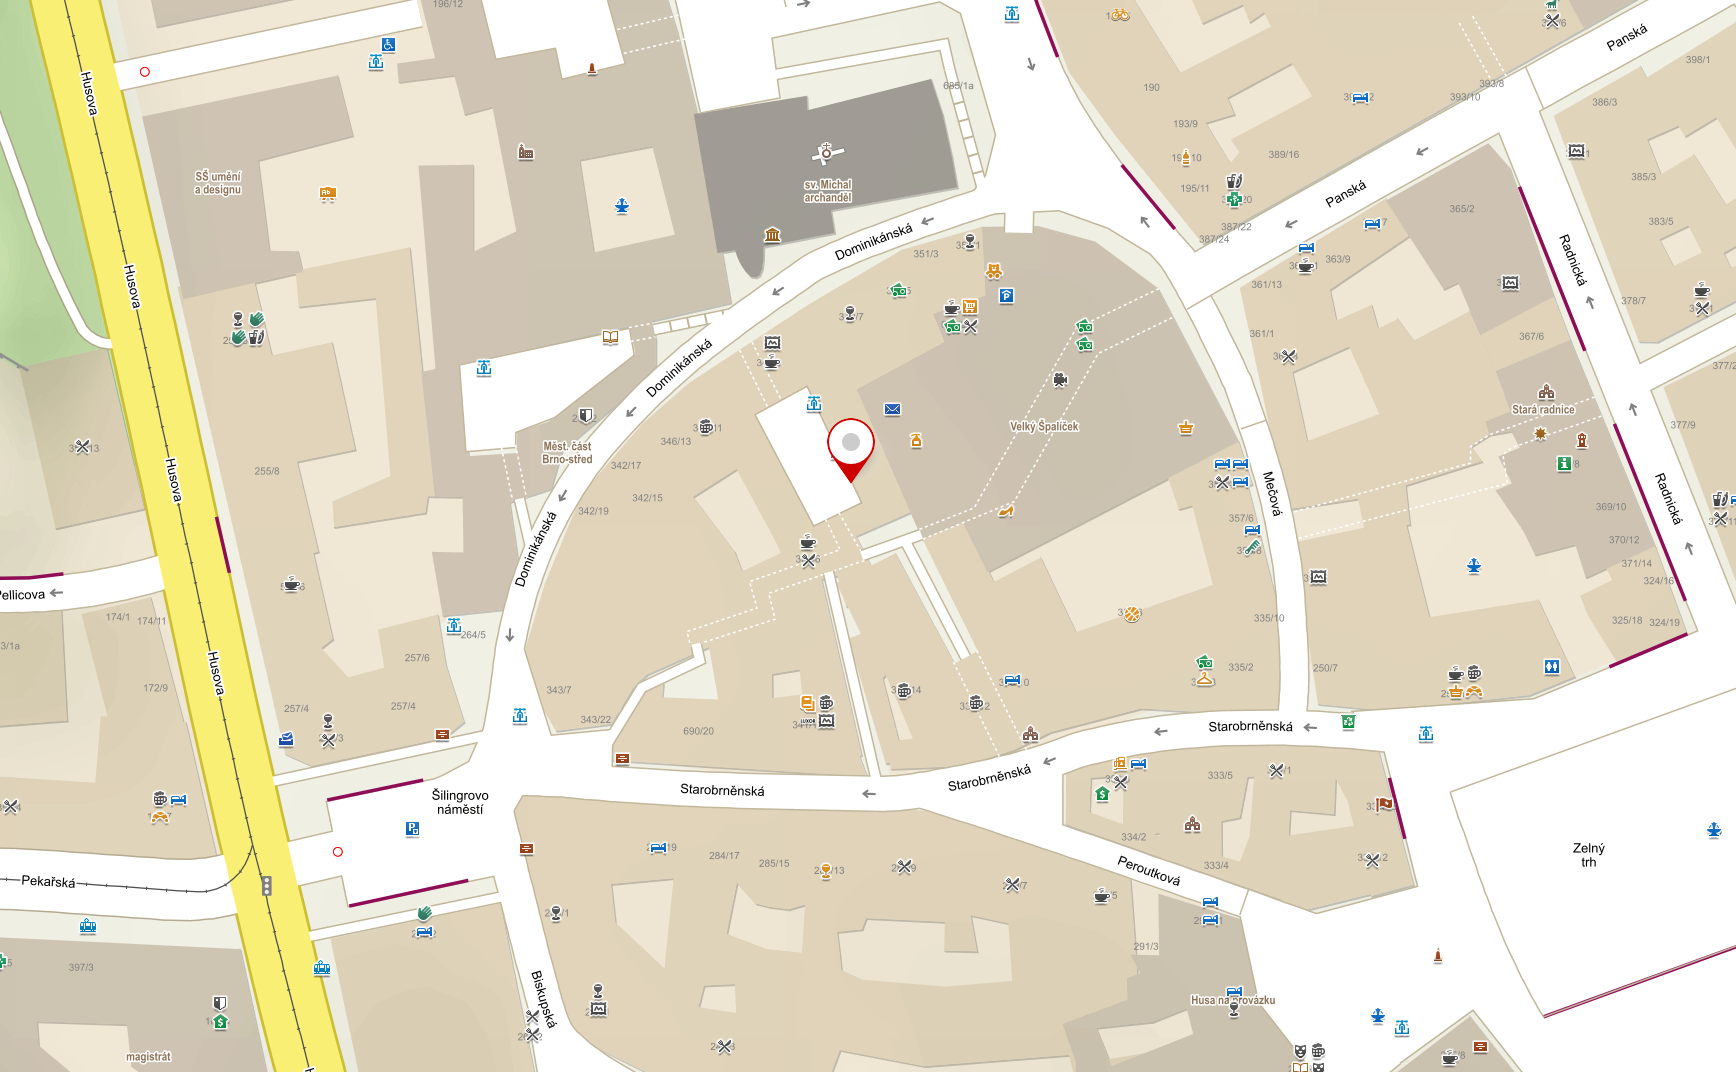 196/12
Husova
Panská
398/1
685/1a
190
393/8
393/10
386/3
193/9
389/16
385/3
SŠ umění
a designu
sv. Michal
archanděl
195/11
Panská
365/2
383/5
387/22
387/24
Dominikánská
351/3
363/9
Radnická
Husova
361/13
378/7
361/1
367/6
Dominikánská
377/2
Stará radnice
Velký Špalíček
377/9
346/13
Měst. část
Brno-střed
342/17
255/8
Husova
342/15
Mečová
Radnická
342/19
369/10
357/6
370/12
Dominikánská
371/14
324/16
Pellicova
174/1
174/11
335/10
325/18
324/19
264/5
3/1a
257/6
335/2
250/7
Husova
172/9
343/7
257/4
257/4
343/22
690/20
Starobrněnská
Starobrněnská
333/5
Starobrněnská
Šilingrovo
náměstí
334/2
Zelný
trh
284/17
285/15
333/4
Peroutková
Pekařská
291/3
397/3
Biskupská
Husa na provázku
magistrát